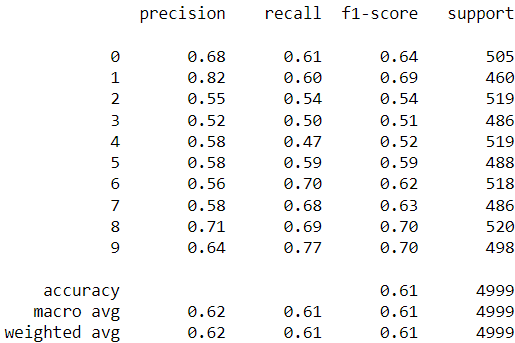 precision recall f1-score support
0 0.68 0.61 0.64 505
1 0.82 0.60 0.69 460
2 0.55 0.54 0.54 519
3 0.52 0.50 0.51 486
4 0.58 0.47 0.52 519
5 0.58 0.59 0.59 488
6 0.56 0.70 0.62 518
7 0.58 0.68 0.63 486
8 0.71 0.69 0.70 520
9 0.64 0.77 0.70 498
accuracy 0.61 4999
macro avg 0.62 0.61 0.61 4999
weighted avg 0.62 0.61 0.61 4999